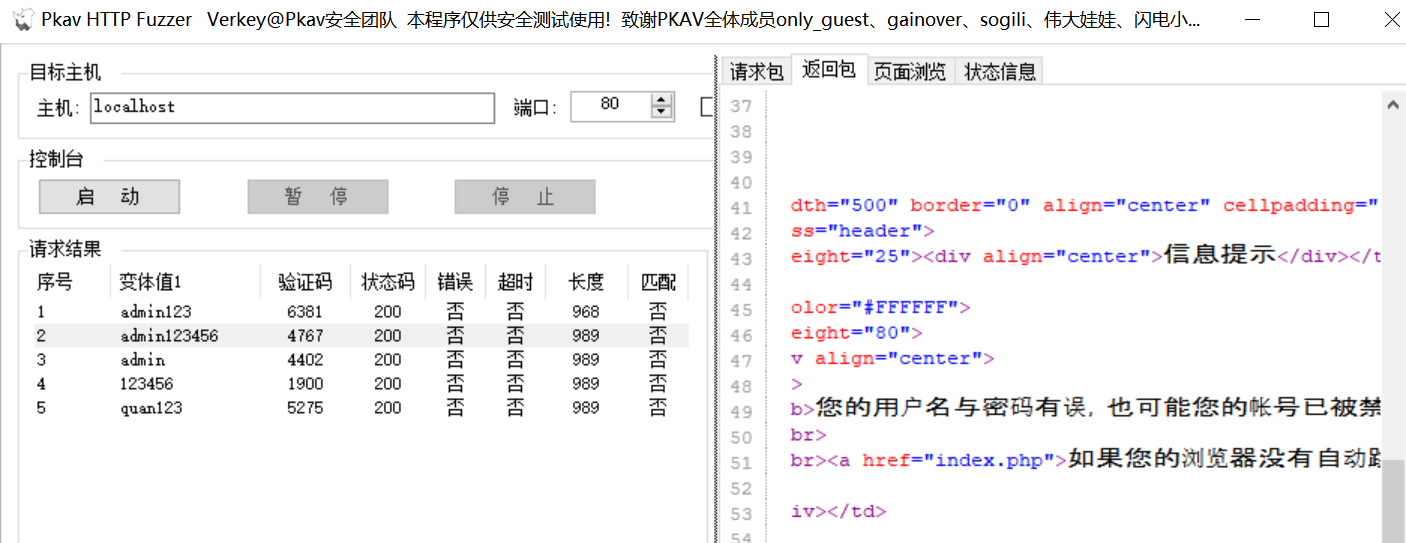 Pkav HTTP Fuzzer Verkey@Pkav安全团队 本程序仅供安全测试使用! 致谢PKAV全体成员only_guest、gainover、sogili、伟大娃娃、闪电小...
目标主机
主机: localhost 端口: 80
控制台
启 动 暂 停 停 止
请求结果
序号 变体值1 验证码 状态码 错误 超时 长度 匹配
1 admin123 6381 200 否 否 968 否
2 admin123456 4767 200 否 否 989 否
3 admin 4402 200 否 否 989 否
4 123456 1900 200 否 否 989 否
5 quan123 5275 200 否 否 989 否
请求包 返回包 页面浏览 状态信息
37
38
39
40
41 dth="500" border="0" align="center" cellpadding="
42 ss="header">
43 eight="25"><div align="center">信息提示</div></t
44
45 olor="#FFFFFF">
46 eight="80">
47 v align="center">
48 >
49 b>您的用户名与密码有误, 也可能您的帐号已被禁
50 br>
51 br><a href="index.php">如果您的浏览器没有自动跳
52
53 iv></td>
54